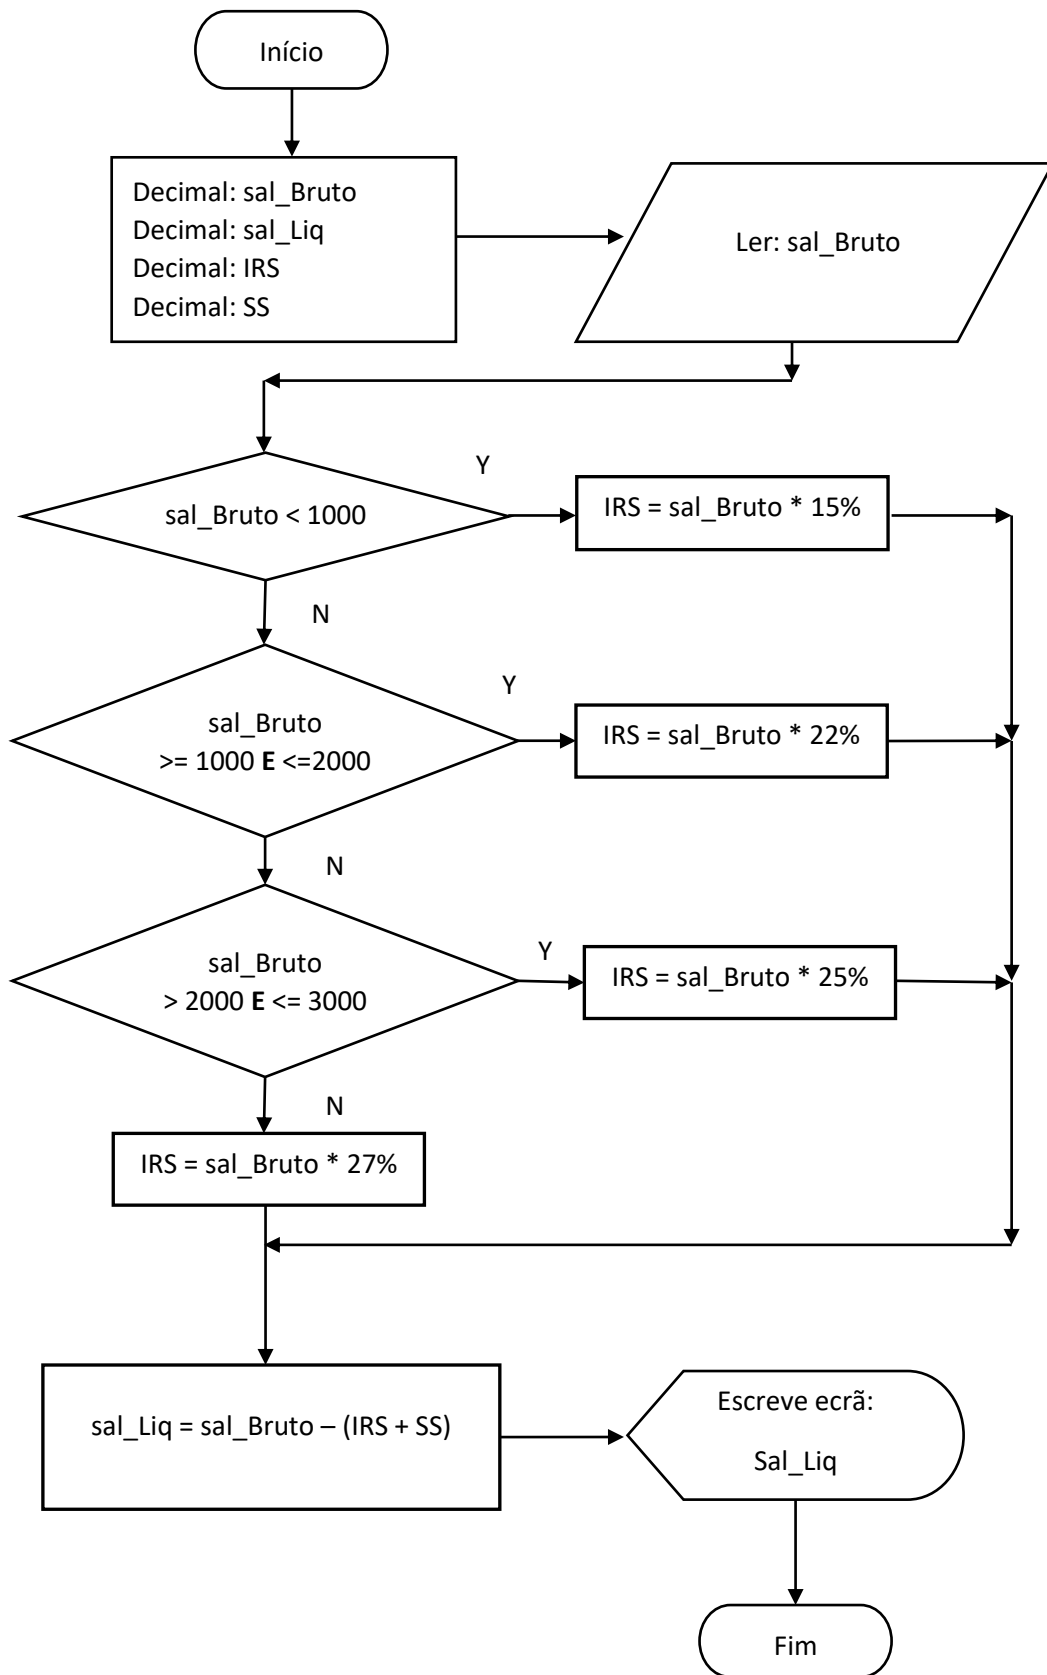 Início
Decimal: sal_Bruto
Decimal: sal_Liq
Decimal: IRS
Decimal: SS
Ler: sal_Bruto
sal_Bruto < 1000
Y
IRS = sal_Bruto * 15%
N
sal_Bruto
>= 1000 E <=2000
Y
IRS = sal_Bruto * 22%
N
sal_Bruto
> 2000 E <= 3000
Y
IRS = sal_Bruto * 25%
N
IRS = sal_Bruto * 27%
sal_Liq = sal_Bruto – (IRS + SS)
Escreve ecrã:
Sal_Liq
Fim